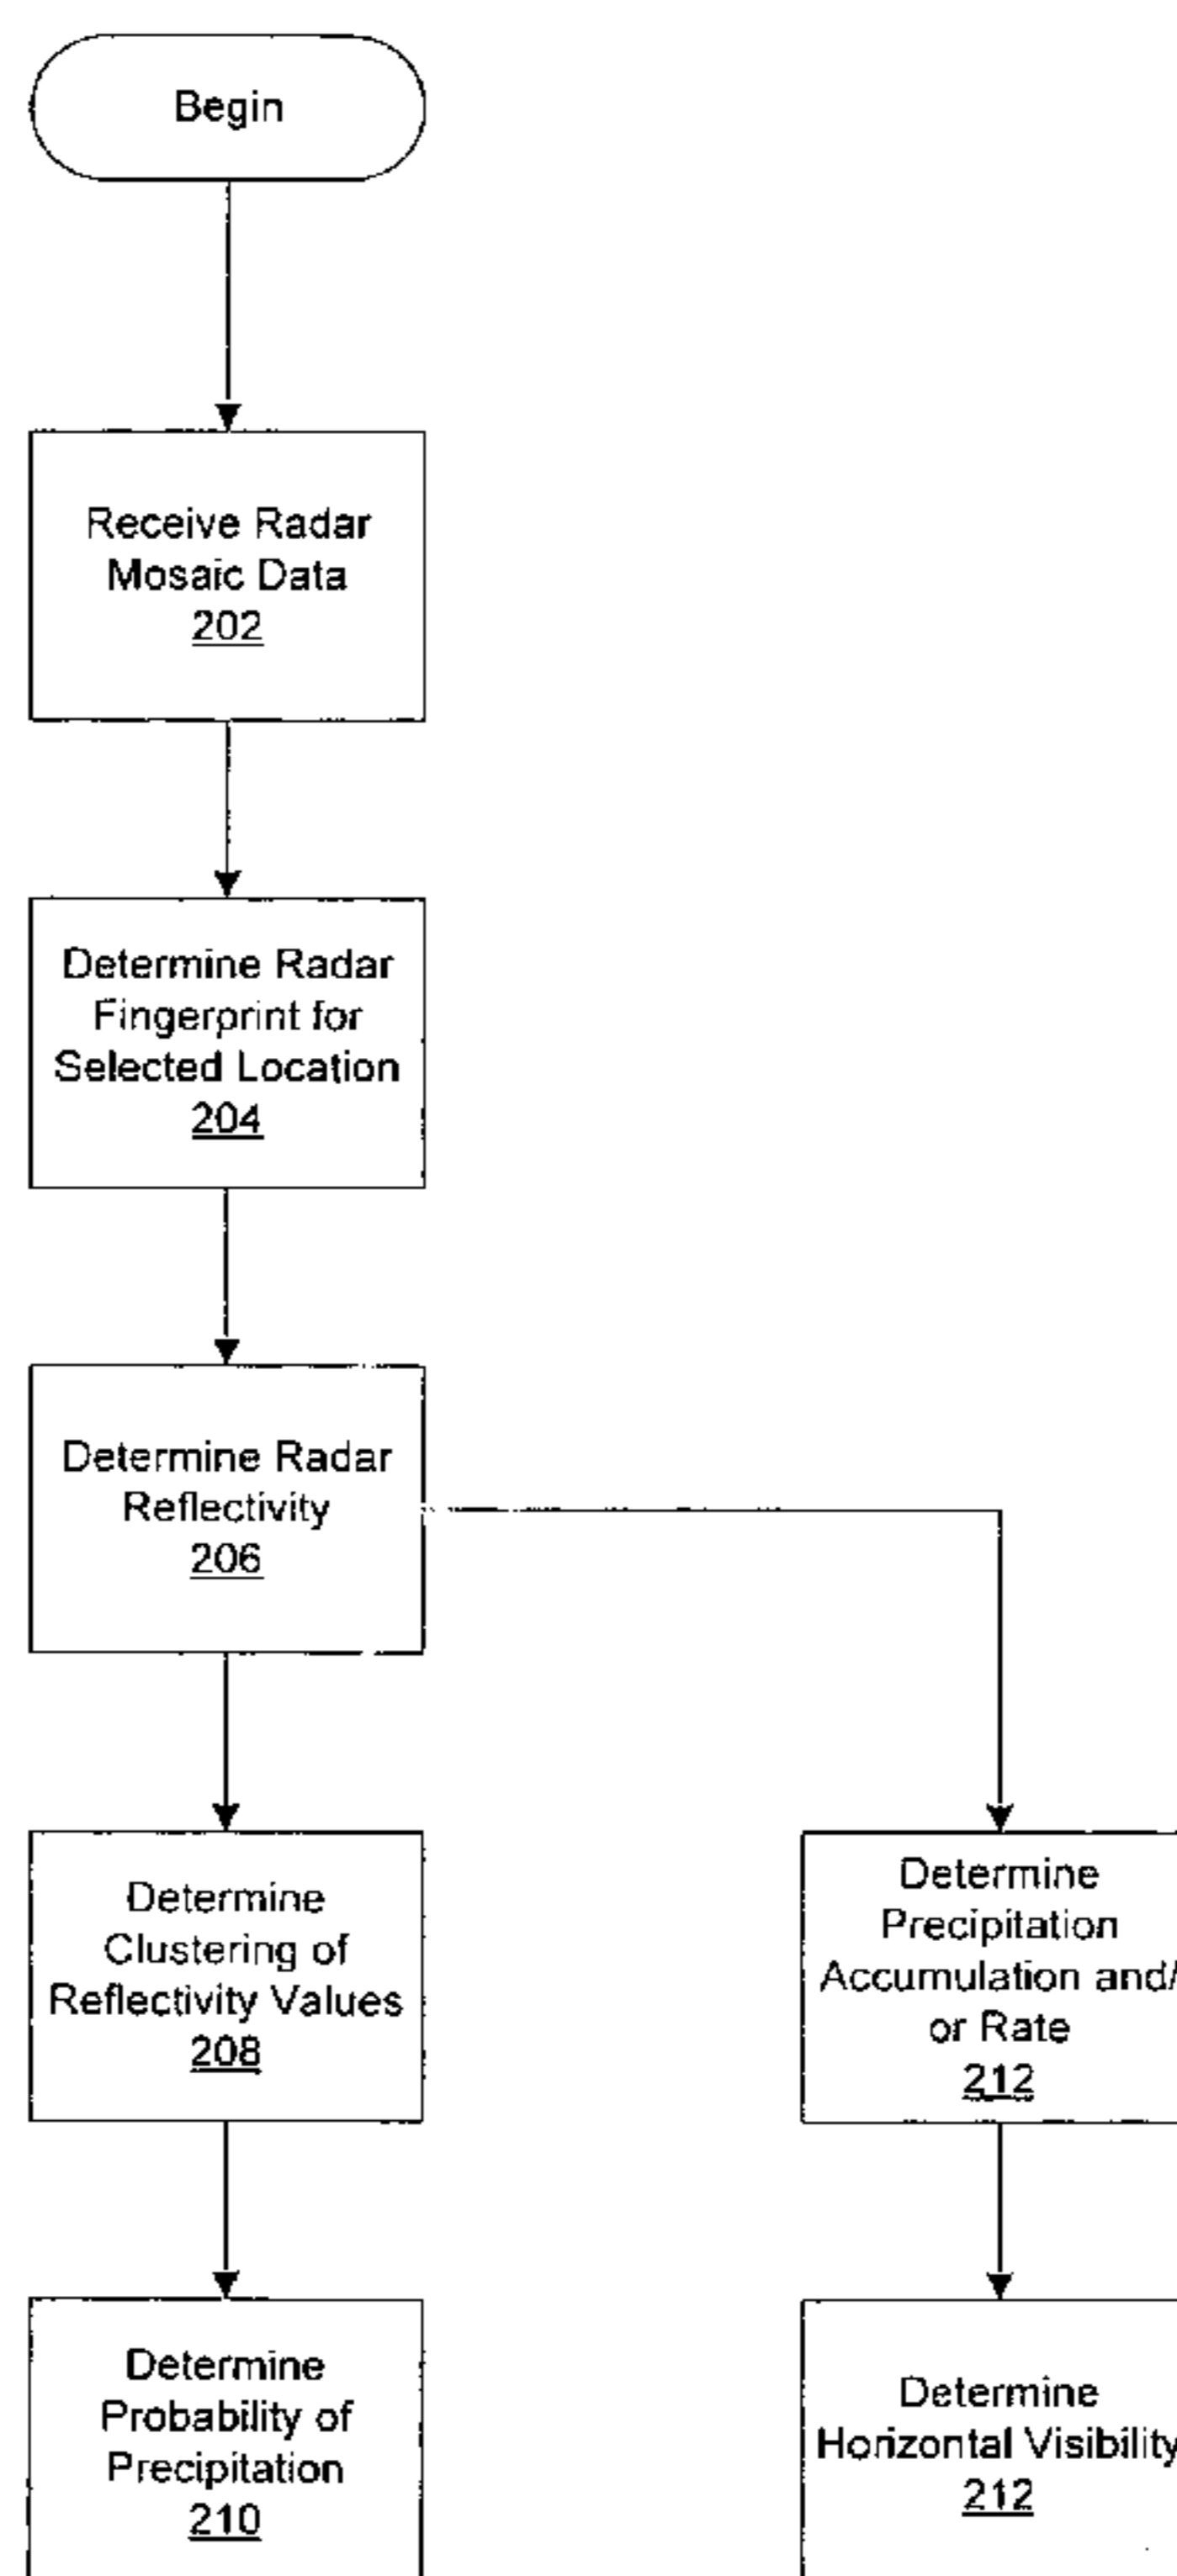 Begin
Receive Radar
Mosaic Data
202
Determine Radar
Fingerprint for
Selected Location
204
Determine Radar
Reflectivity
206
Determine
Clustering of
Reflectivity Values
208
Determine
Precipitation
Accumulation and/
or Rate
212
Determine
Probability of
Precipitation
210
Determine
Horizontal Visibility
212